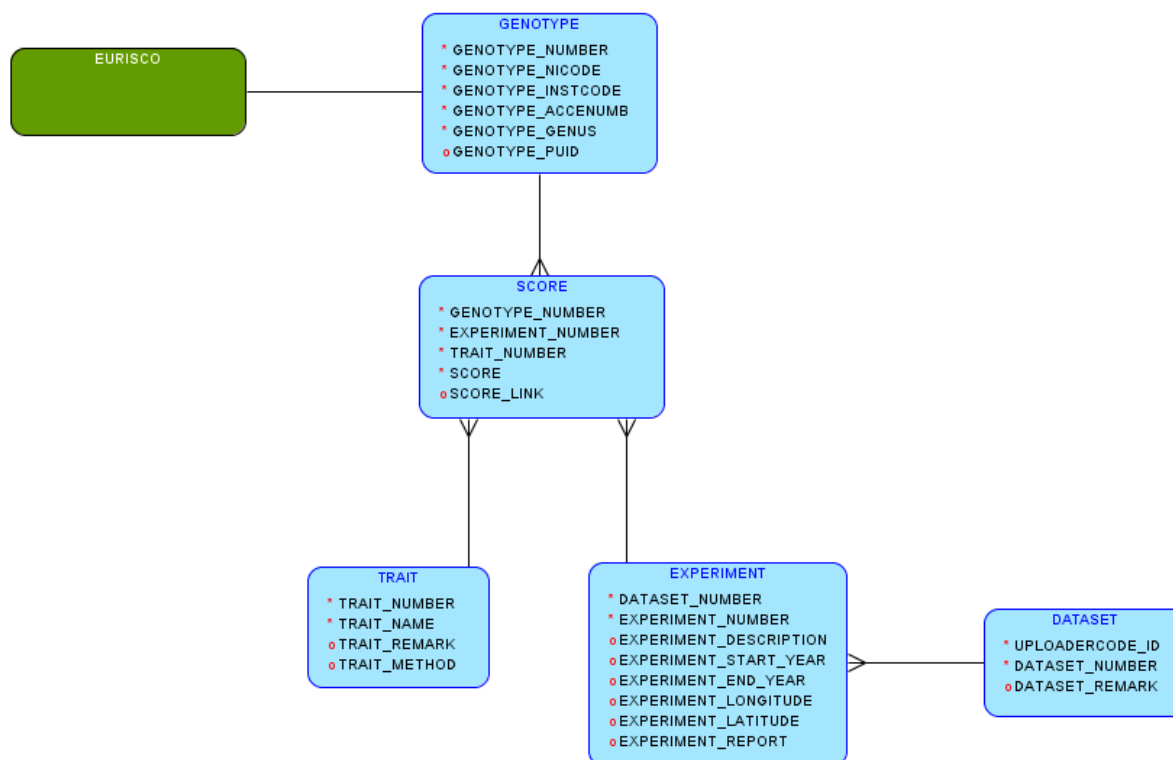 GENOTYPE
* GENOTYPE_NUMBER
* GENOTYPE_NICODE
* GENOTYPE_INSTCODE
* GENOTYPE_ACCENUMB
* GENOTYPE_GENUS
o GENOTYPE_PUID
EURISCO
SCORE
* GENOTYPE_NUMBER
* EXPERIMENT_NUMBER
* TRAIT_NUMBER
* SCORE
o SCORE_LINK
TRAIT
* TRAIT_NUMBER
* TRAIT_NAME
o TRAIT_REMARK
o TRAIT_METHOD
EXPERIMENT
* DATASET_NUMBER
* EXPERIMENT_NUMBER
o EXPERIMENT_DESCRIPTION
o EXPERIMENT_START_YEAR
o EXPERIMENT_END_YEAR
o EXPERIMENT_LONGITUDE
o EXPERIMENT_LATITUDE
o EXPERIMENT_REPORT
DATASET
* UPLOADERCODE_ID
* DATASET_NUMBER
o DATASET_REMARK